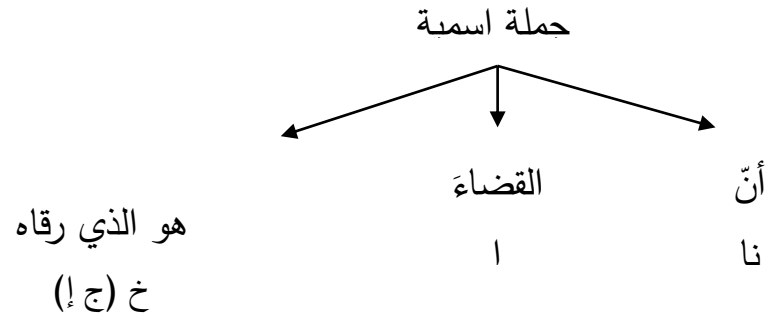 جملة اسمية
أنّ القضاءَ هو الذي رقاه
نا ا خ (ج إ)